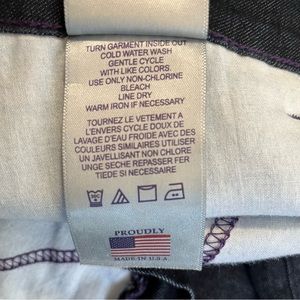 TURN GARMENT INSIDE OUT
COLD WATER WASH
GENTLE CYCLE
WITH LIKE COLORS.
USE ONLY NON-CHLORINE
BLEACH
LINE DRY
WARM IRON IF NECESSARY
TOURNEZ LE VETEMENT A
L'ENVERS CYCLE DOUX DE
LAVAGE D'EAU FROIDE AVEC DES
COULEURS SIMILAIRES UTILISER
UN JAVELLISANT NON CHLORE
UNGE SECHE REPASSER FER
TIEDE SI NECESSAIRE
PROUDLY
MADE IN U.S.A